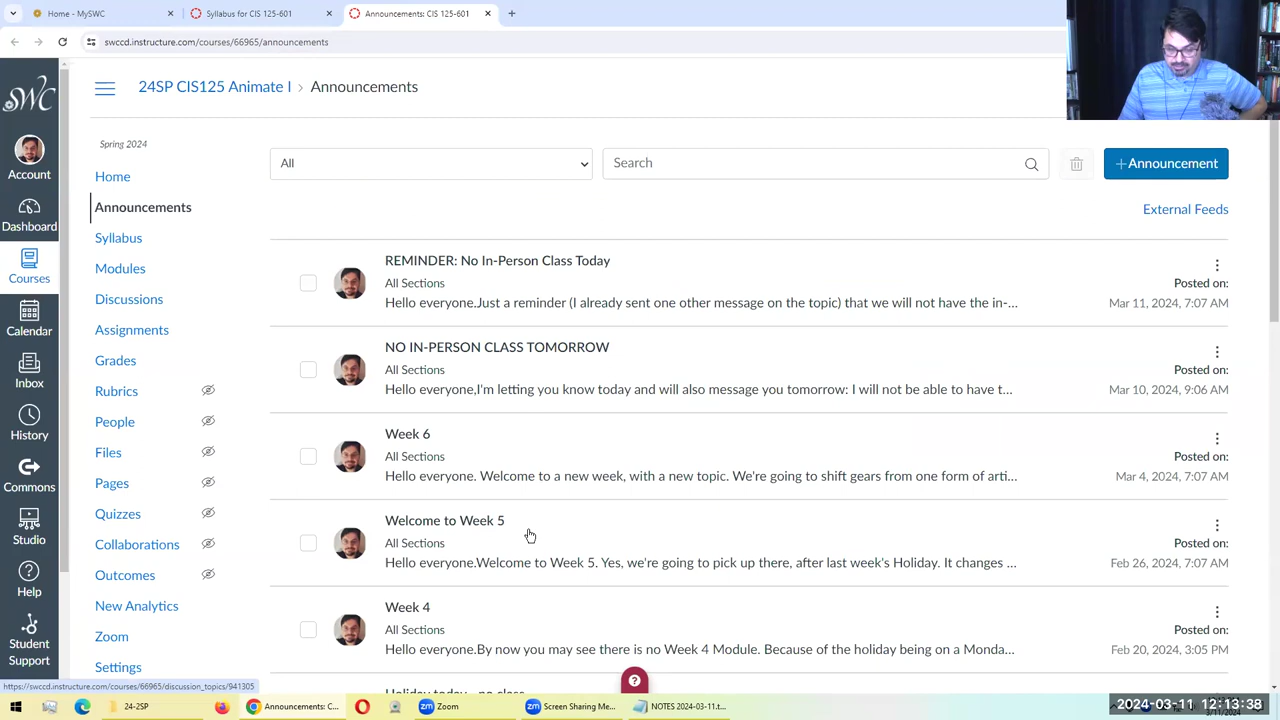 Home - MySWC
Syllabus for CIS 125-601
Announcements: CIS 125-601
swccd.instructure.com/courses/66965/announcements
SWC
Account
Dashboard
Courses
Calendar
Inbox
History
Commons
Studio
Help
Student Support
24SP CIS125 Animate I › Announcements
Spring 2024
Home
Announcements
Syllabus
Modules
Discussions
Assignments
Grades
Rubrics
People
Files
Pages
Quizzes
Collaborations
Outcomes
New Analytics
Zoom
Settings
All
Search
+Announcement
External Feeds
REMINDER: No In-Person Class Today
All Sections
Hello everyone.Just a reminder (I already sent one other message on the topic) that we will not have the in-...
Posted on:
Mar 11, 2024, 7:07 AM
NO IN-PERSON CLASS TOMORROW
All Sections
Hello everyone.I'm letting you know today and will also message you tomorrow: I will not be able to have t...
Posted on:
Mar 10, 2024, 9:06 AM
Week 6
All Sections
Hello everyone. Welcome to a new week, with a new topic. We're going to shift gears from one form of arti...
Posted on:
Mar 4, 2024, 7:07 AM
Welcome to Week 5
All Sections
Hello everyone.Welcome to Week 5. Yes, we're going to pick up there, after last week's Holiday. It changes ...
Posted on:
Feb 26, 2024, 7:07 AM
Week 4
All Sections
Hello everyone.By now you may see there is no Week 4 Module. Because of the holiday being on a Monda...
Posted on:
Feb 20, 2024, 3:05 PM
Holiday today - no class
https://swccd.instructure.com/courses/66965/discussion_topics/941305
24-2SP
Announcements: C...
Zoom
Screen Sharing Me...
NOTES 2024-03-11.t...
2024-03-11 12:13:38